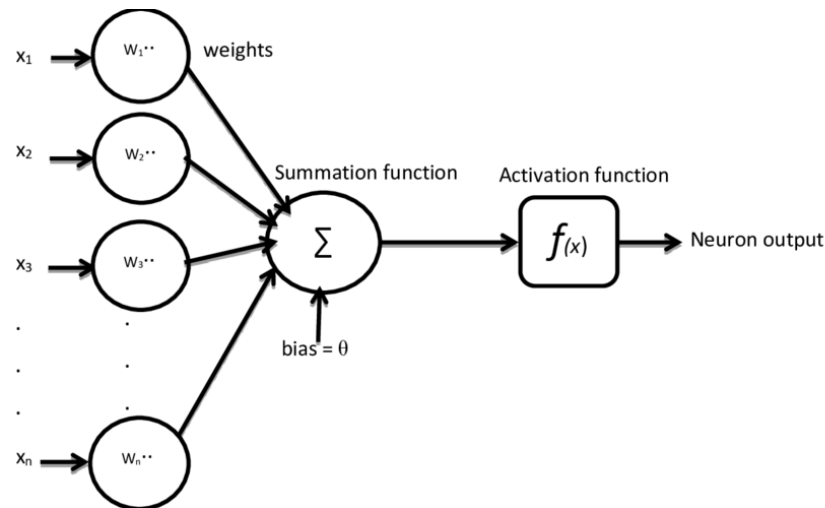 x₁ W₁.. weights
x₂ W₂..
Summation function
Activation function
x₃ W₃..
Σ
f(x)
Neuron output
bias = θ
. .
. .
. .
xₙ Wₙ..